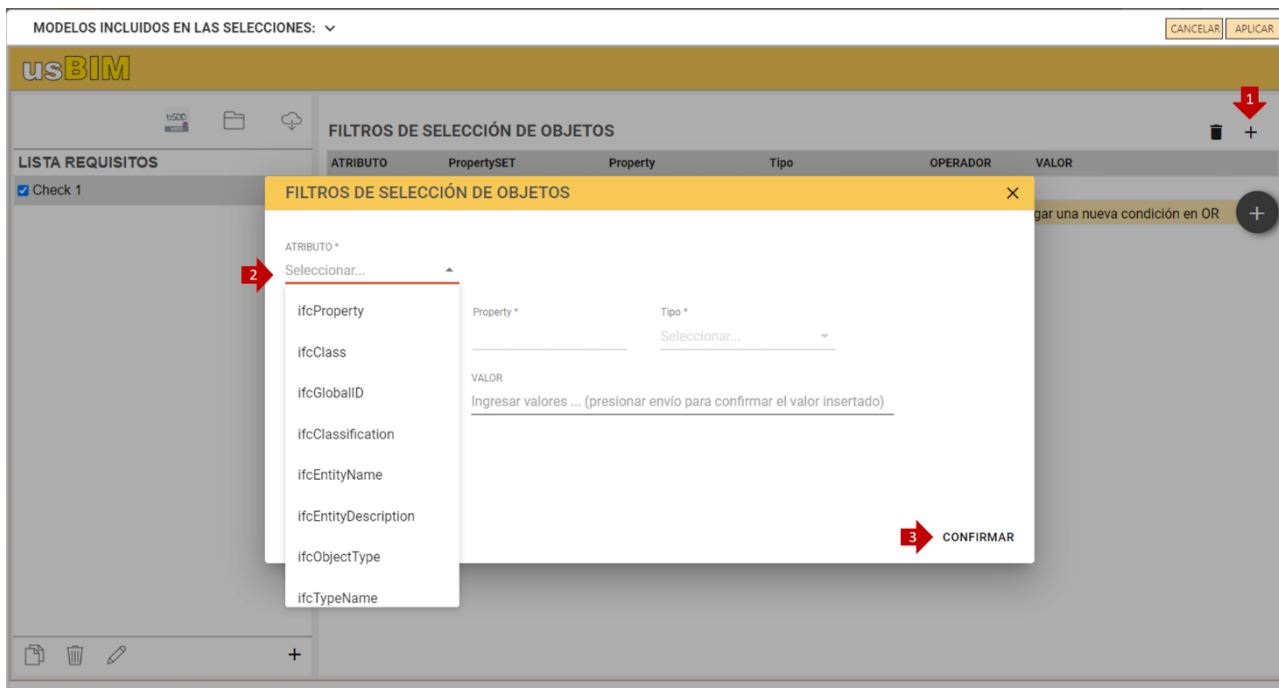 MODELOS INCLUIDOS EN LAS SELECCIONES:
CANCELAR APLICAR
usBIM
1
bSDD
FILTROS DE SELECCIÓN DE OBJETOS
LISTA REQUISITOS
ATRIBUTO PropertySET Property Tipo OPERADOR VALOR
Check 1
FILTROS DE SELECCIÓN DE OBJETOS
gar una nueva condición en OR
ATRIBUTO *
2
Seleccionar...
ifcProperty
Property *
Tipo *
Seleccionar...
ifcClass
VALOR
ifcGlobalID
Ingresar valores ... (presionar envío para confirmar el valor insertado)
ifcClassification
ifcEntityName
ifcEntityDescription
3 CONFIRMAR
ifcObjectType
ifcTypeName